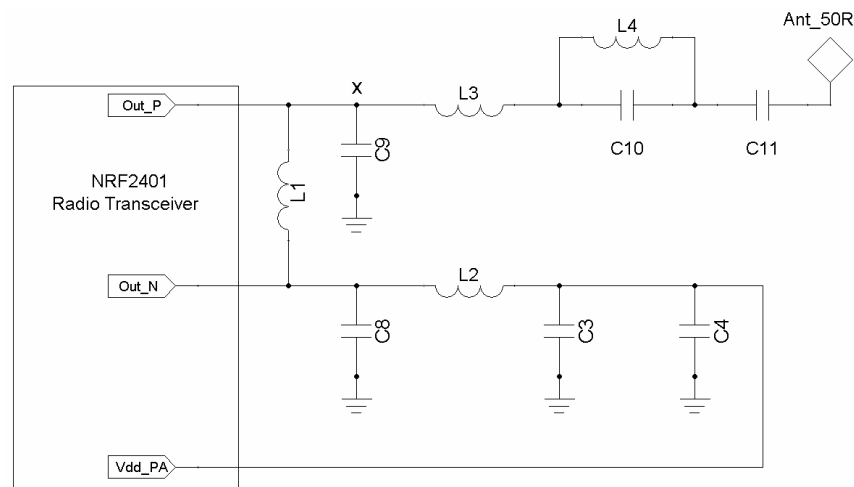 Ant_50R
L4
X
Out_P
L3
C10
C11
C9
NRF2401
Radio Transceiver
L1
Out_N
L2
C8
C3
C4
Vdd_PA